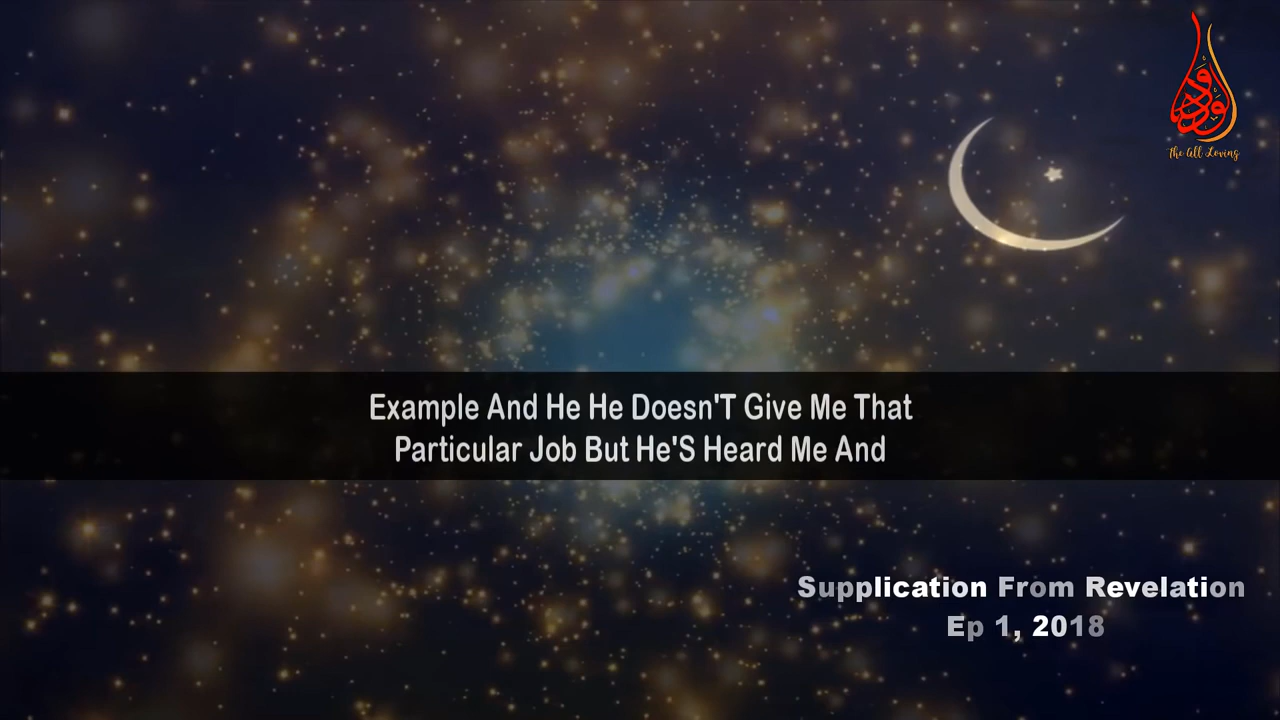 الودود
The All Loving
Example And He He Doesn'T Give Me That
Particular Job But He'S Heard Me And
Supplication From Revelation
Ep 1, 2018